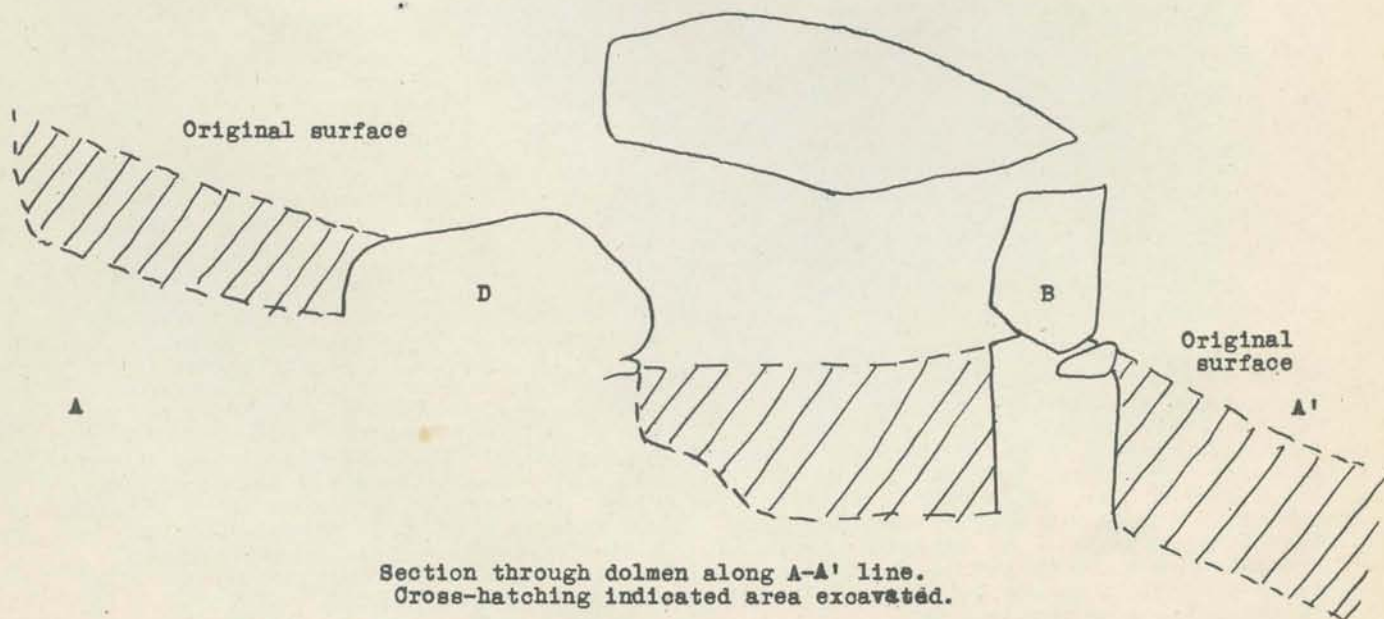 Original surface
D
B
Original
surface
A
A'
Section through dolmen along A-A' line.
Cross-hatching indicated area excavated.